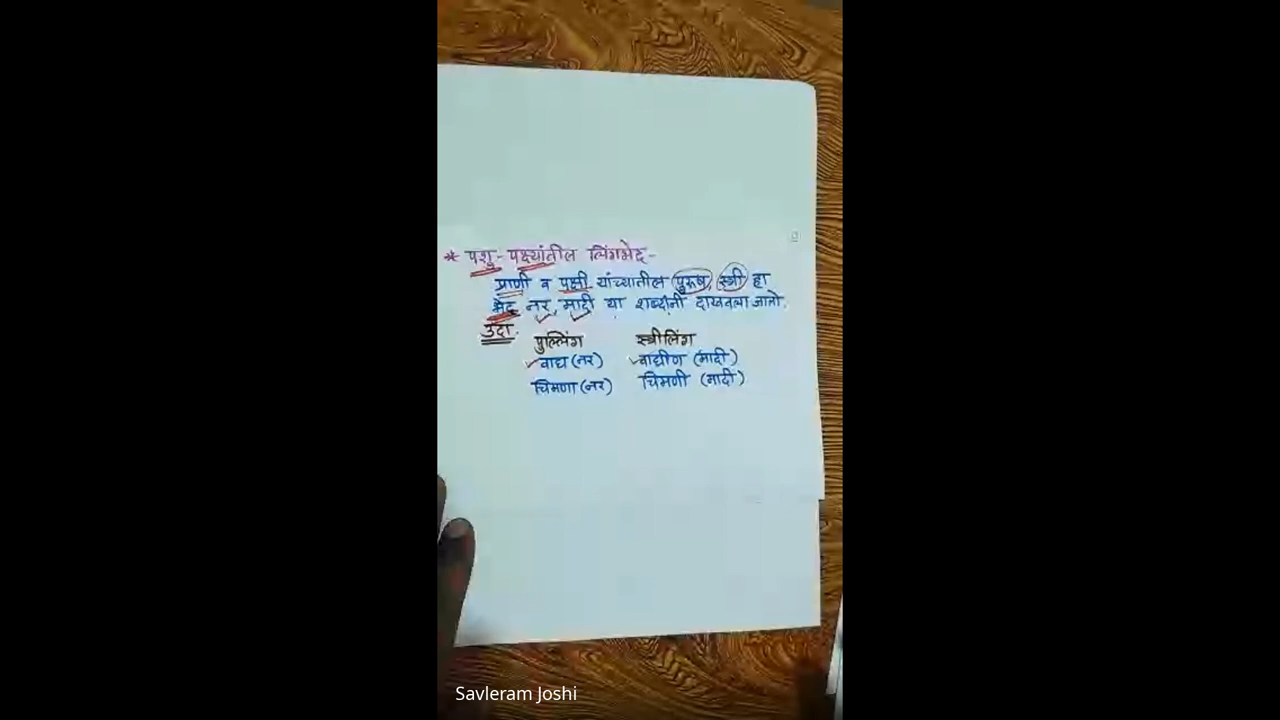 * पशु-पक्ष्यांतील लिंगभेद-
प्राणी व पक्षी यांच्यातील पुरूष, स्त्री हा
भेद नर, मादी या शब्दांनी दाखवला जातो.
उदा.
पुल्लिंग स्त्रीलिंग
वाघ (नर) वाघीण (मादी)
चिमणा (नर) चिमणी (मादी)
Savleram Joshi